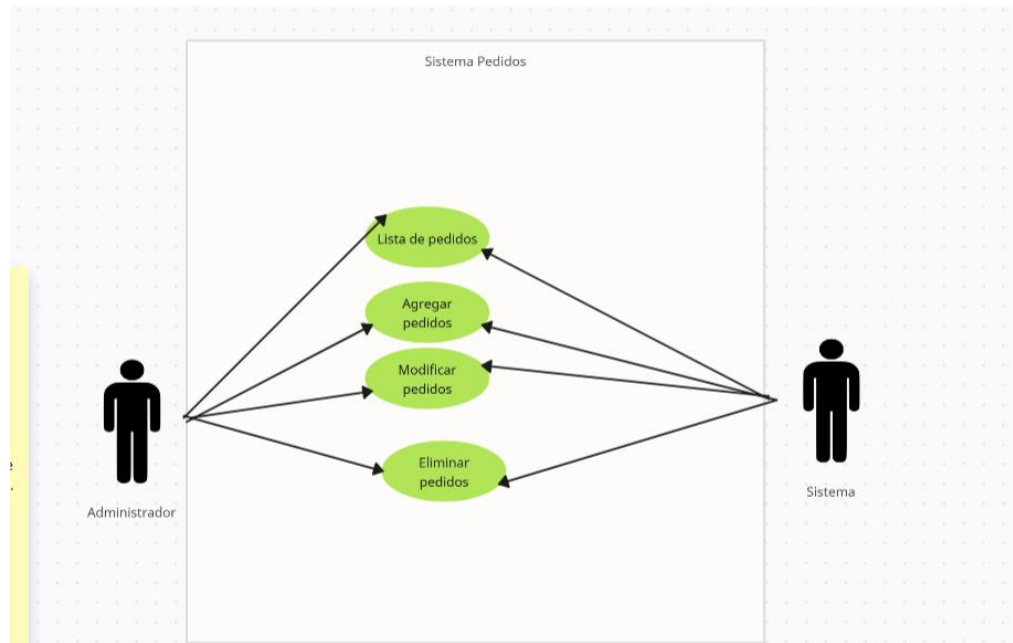 Sistema Pedidos
Lista de pedidos
Agregar
pedidos
Modificar
pedidos
Eliminar
pedidos
Administrador
Sistema